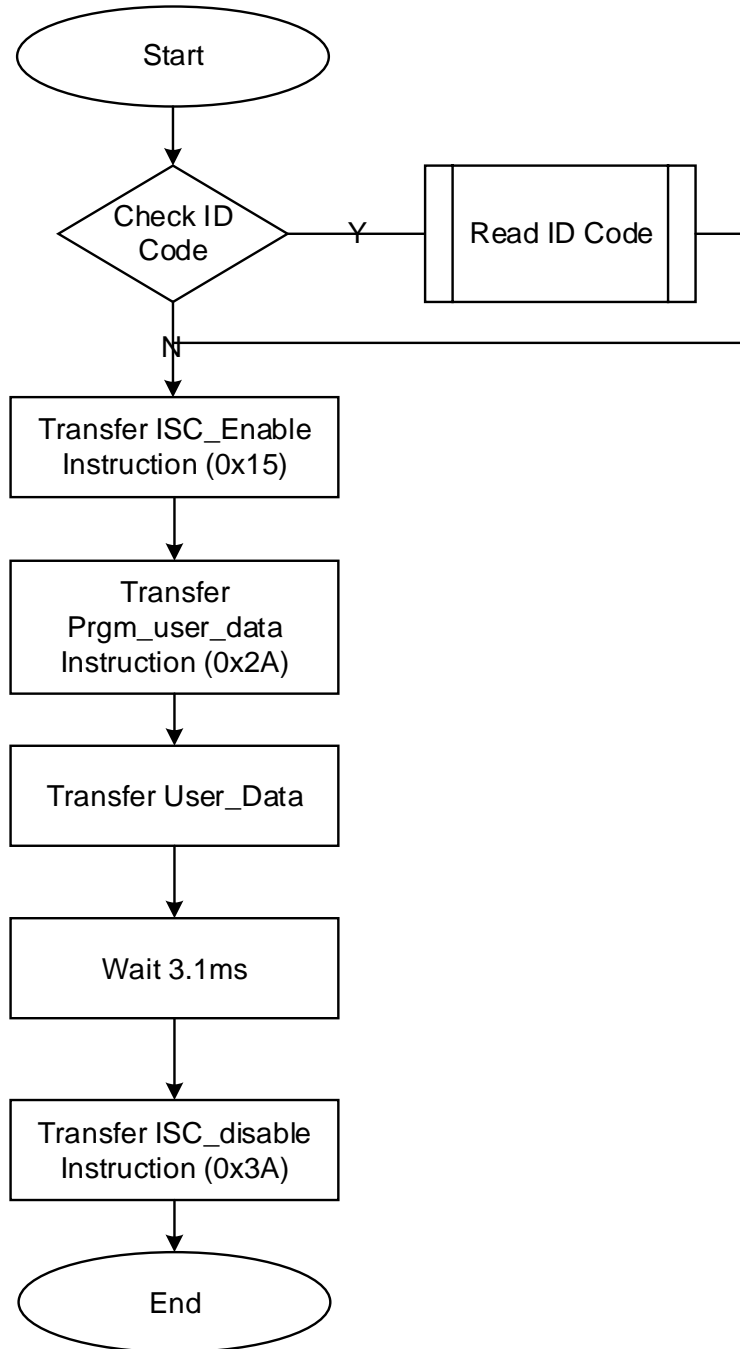 Start
Check ID
Code
Y
Read ID Code
N
Transfer ISC_Enable
Instruction (0x15)
Transfer
Prgm_user_data
Instruction (0x2A)
Transfer User_Data
Wait 3.1ms
Transfer ISC_disable
Instruction (0x3A)
End